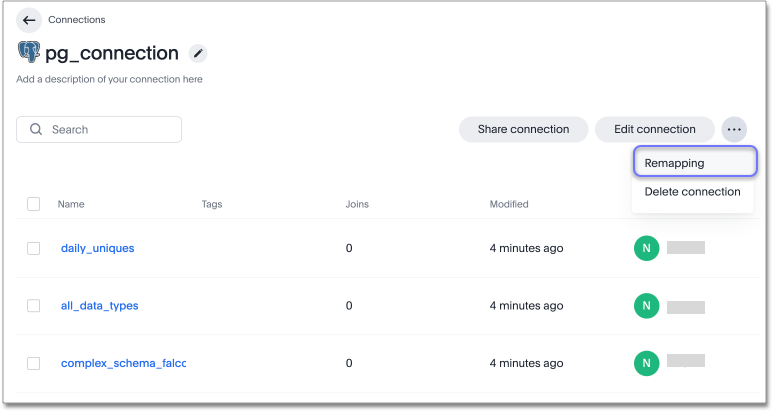 Connections
pg_connection
Add a description of your connection here
Search
Share connection
Edit connection
Remapping
Delete connection
Name Tags Joins Modified
daily_uniques 0 4 minutes ago N
all_data_types 0 4 minutes ago N
complex_schema_falcc 0 4 minutes ago N